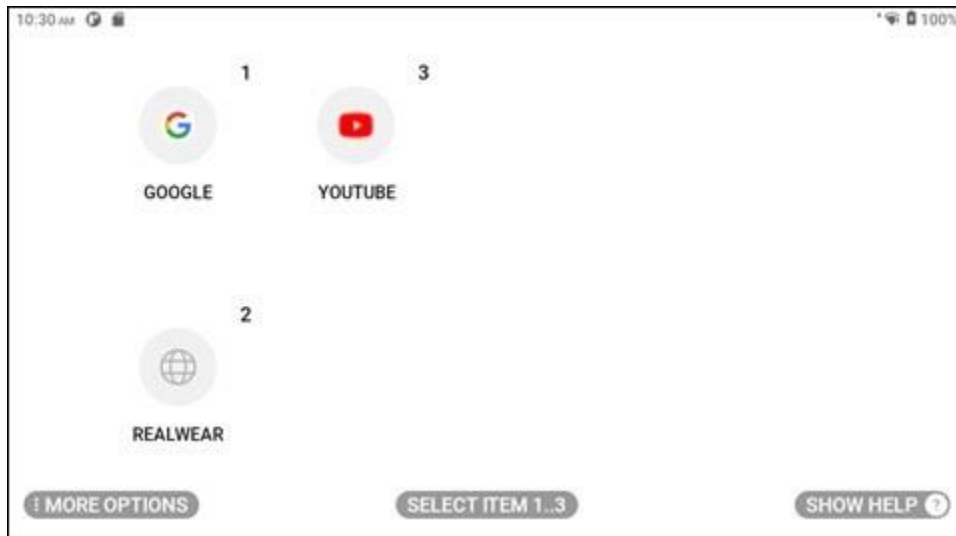 10:30 AM
100%
1
3
GOOGLE
YOUTUBE
2
REALWEAR
MORE OPTIONS
SELECT ITEM 1..3
SHOW HELP ?